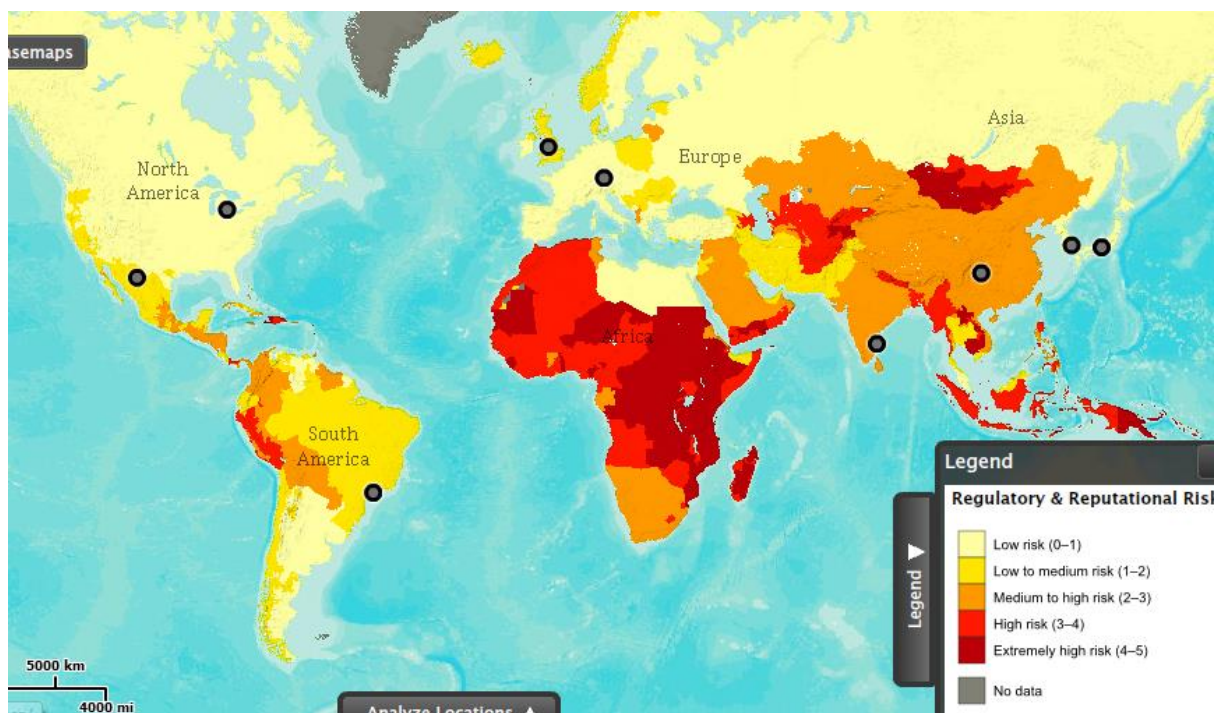 asemaps
North
America
Europe
Asia
Africa
South
America
Legend
Regulatory & Reputational Risk
Low risk (0–1)
Low to medium risk (1–2)
Medium to high risk (2–3)
High risk (3–4)
Extremely high risk (4–5)
No data
Legend
5000 km
4000 mi
Analyze Locations